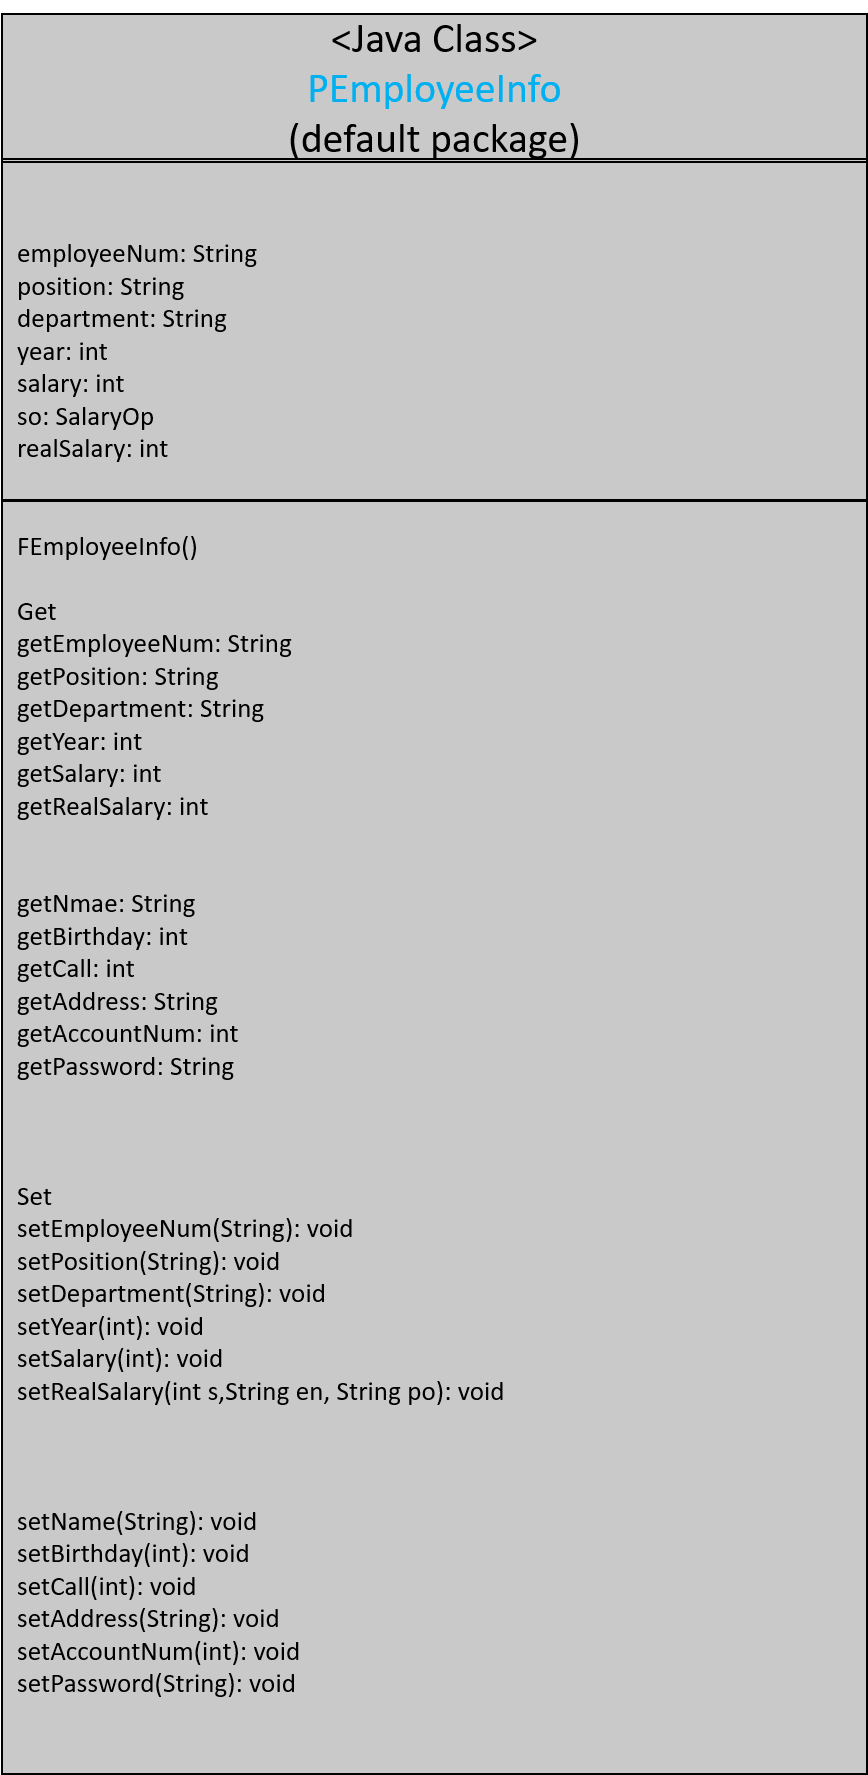 <Java Class>
PEmployeeInfo
(default package)
employeeNum: String
position: String
department: String
year: int
salary: int
so: SalaryOp
realSalary: int
FEmployeeInfo()
Get
getEmployeeNum: String
getPosition: String
getDepartment: String
getYear: int
getSalary: int
getRealSalary: int
getNmae: String
getBirthday: int
getCall: int
getAddress: String
getAccountNum: int
getPassword: String
Set
setEmployeeNum(String): void
setPosition(String): void
setDepartment(String): void
setYear(int): void
setSalary(int): void
setRealSalary(int s,String en, String po): void
setName(String): void
setBirthday(int): void
setCall(int): void
setAddress(String): void
setAccountNum(int): void
setPassword(String): void